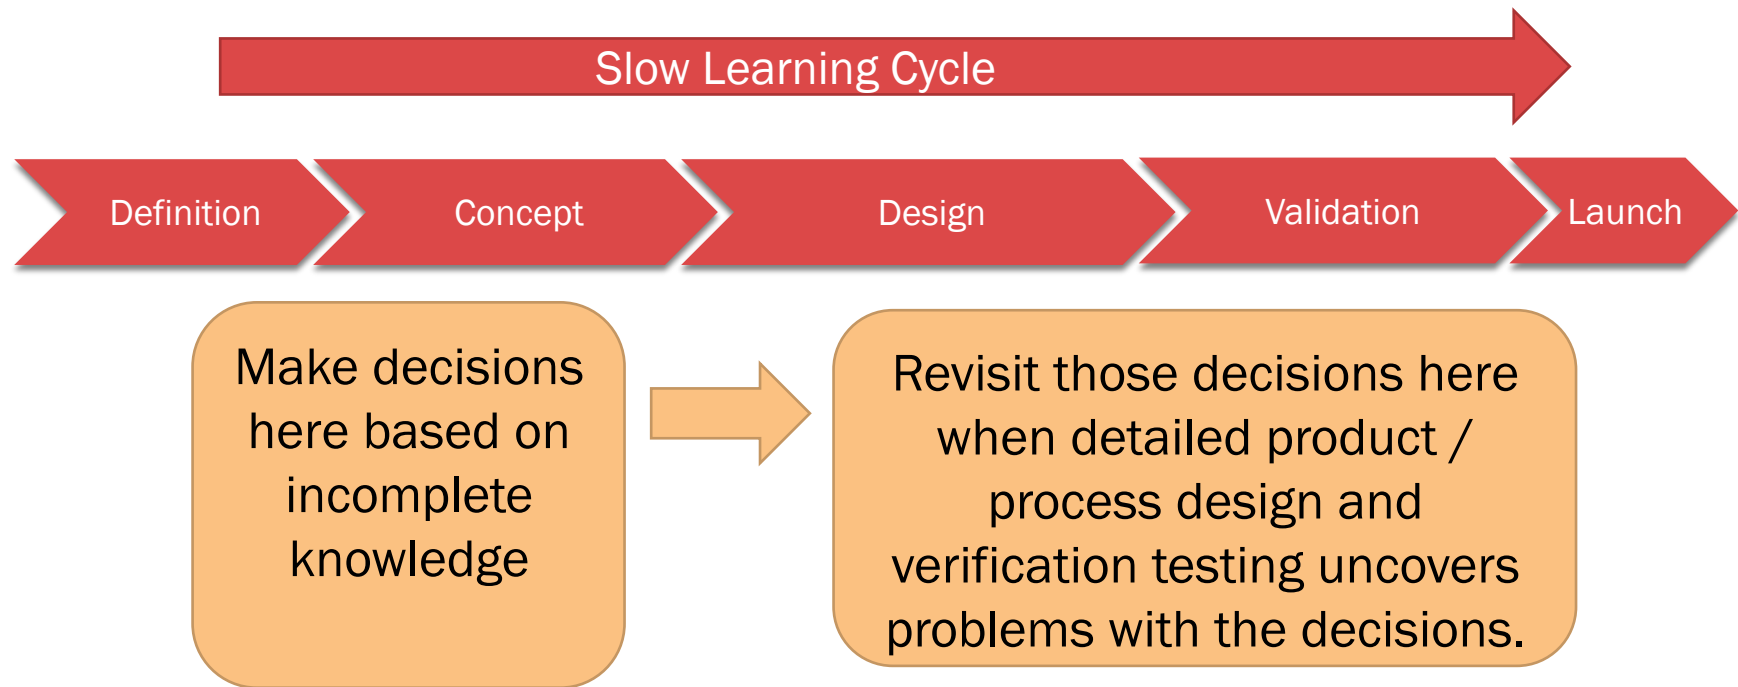 Slow Learning Cycle
Definition
Concept
Design
Validation
Launch
Make decisions
here based on
incomplete
knowledge
Revisit those decisions here
when detailed product /
process design and
verification testing uncovers
problems with the decisions.